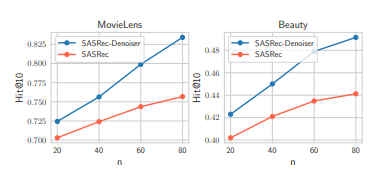 MovieLens
SASRec-Denoiser
SASRec
Hit@10
0.825
0.800
0.775
0.750
0.725
0.700
20
40
60
80
n
Beauty
SASRec-Denoiser
SASRec
Hit@10
0.48
0.46
0.44
0.42
0.40
20
40
60
80
n